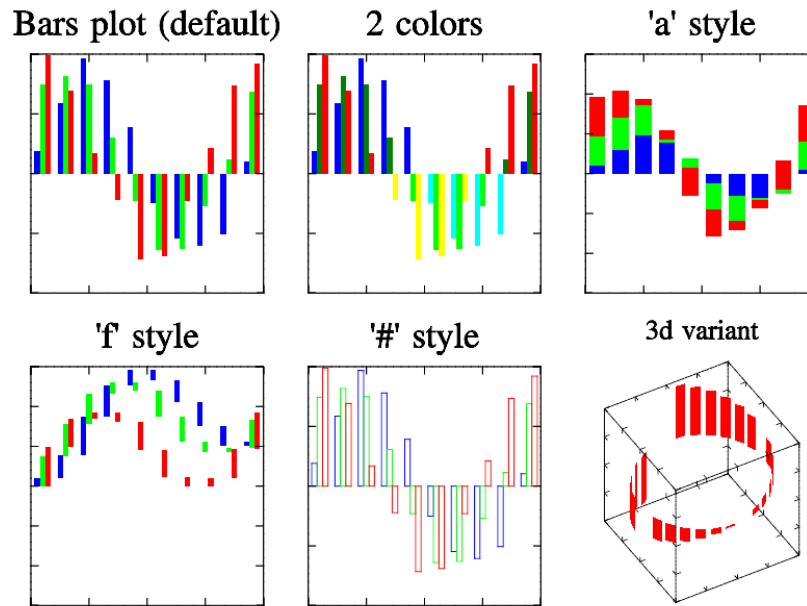 Bars plot (default)
2 colors
'a' style
'f' style
'#' style
3d variant